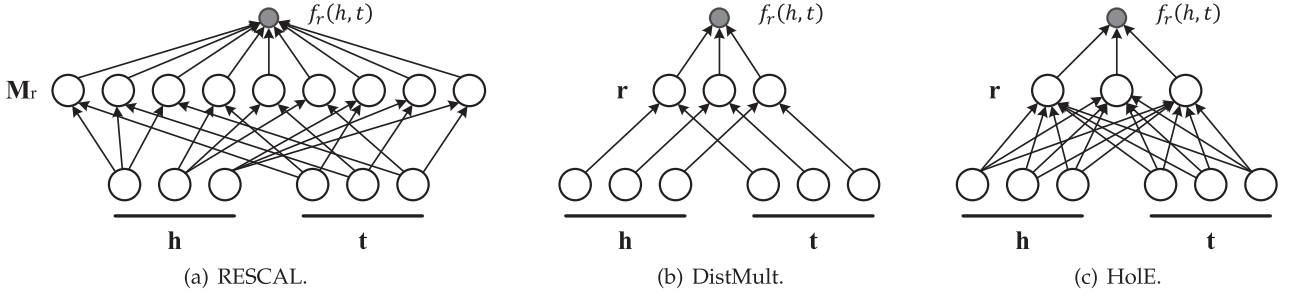 f_r(h, t)
f_r(h, t)
f_r(h, t)
M_r
r
r
h t
h t
h t
(a) RESCAL.
(b) DistMult.
(c) HolE.